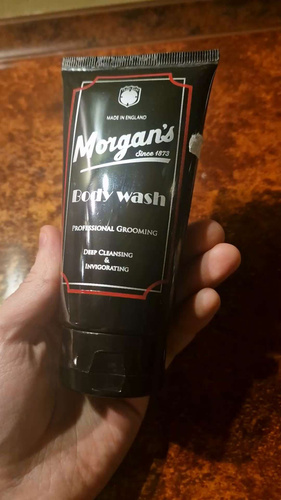 MADE IN ENGLAND
Morgan's
Since 1873
Body wash
PROFESSIONAL GROOMING
DEEP CLEANSING
&
INVIGORATING